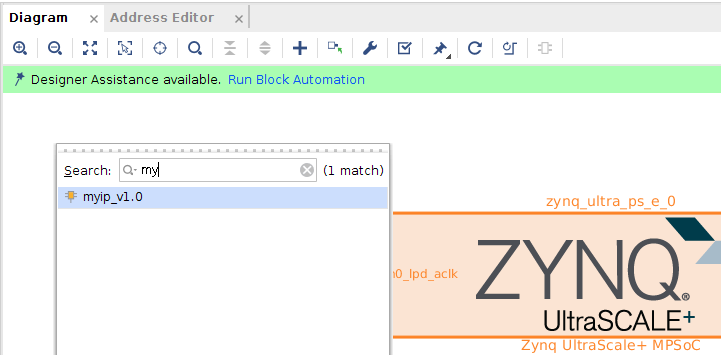 Diagram
Address Editor
Designer Assistance available. Run Block Automation
Search: my (1 match)
myip_v1.0
zynq_ultra_ps_e_0
lpd_aclk
ZYNQ®
UltraSCALE+
Zynq UltraScale+ MPSoC